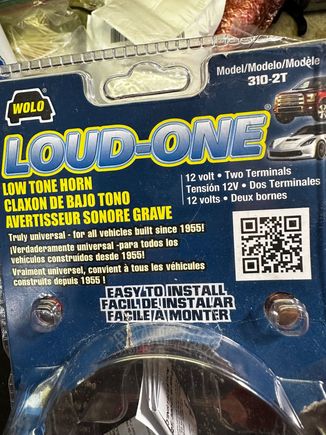 Model/Modelo/Modèle
310-2T
WOLO
LOUD-ONE®
LOW TONE HORN
CLAXON DE BAJO TONO
AVERTISSEUR SONORE GRAVE
12 volt • Two Terminals
Tensión 12V • Dos Terminales
12 volts • Deux bornes
Truly universal - for all vehicles built since 1955!
¡Verdaderamente universal -para todos los
vehículos construidos desde 1955!
Vraiment universel, convient à tous les véhicules
construits depuis 1955 !
EASY TO INSTALL
FACIL DE INSTALAR
FACILE À MONTER